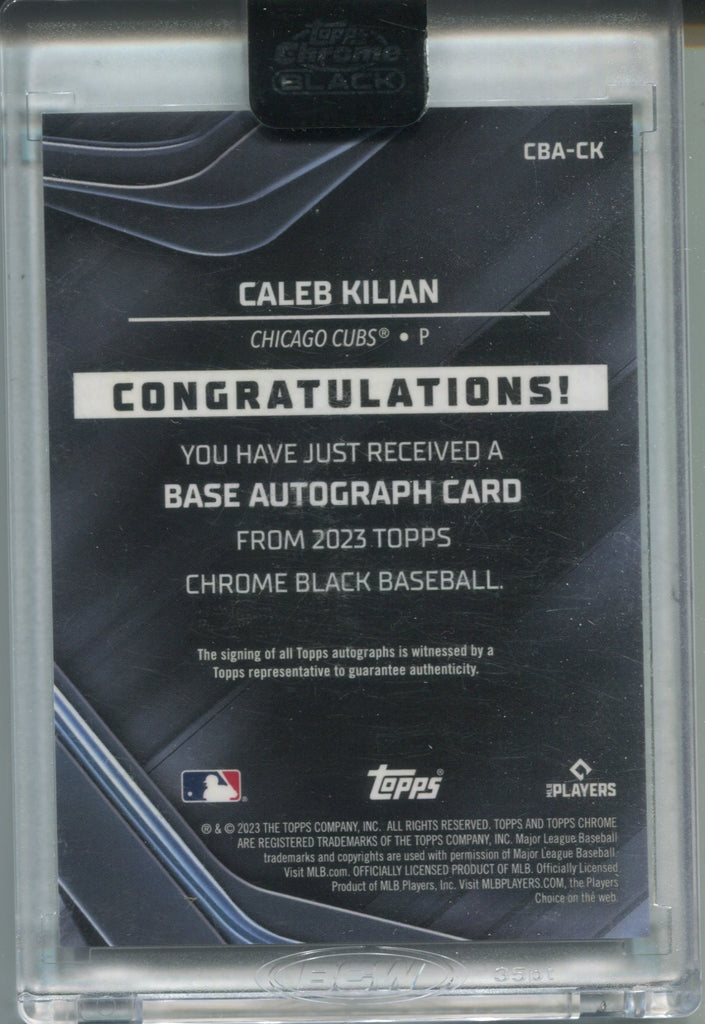 Topps
Chrome
BLACK
CBA-CK
CALEB KILIAN
CHICAGO CUBS® • P
CONGRATULATIONS!
YOU HAVE JUST RECEIVED A
BASE AUTOGRAPH CARD
FROM 2023 TOPPS
CHROME BLACK BASEBALL.
The signing of all Topps autographs is witnessed by a
Topps representative to guarantee authenticity.
topps®
MLB PLAYERS
® & © 2023 THE TOPPS COMPANY, INC. ALL RIGHTS RESERVED. TOPPS AND TOPPS CHROME
ARE REGISTERED TRADEMARKS OF THE TOPPS COMPANY, INC. Major League Baseball
trademarks and copyrights are used with permission of Major League Baseball.
Visit MLB.com. OFFICIALLY LICENSED PRODUCT OF MLB. Officially Licensed
Product of MLB Players, Inc. Visit MLBPLAYERS.COM, the Players
Choice on the web.
BCW 35pt